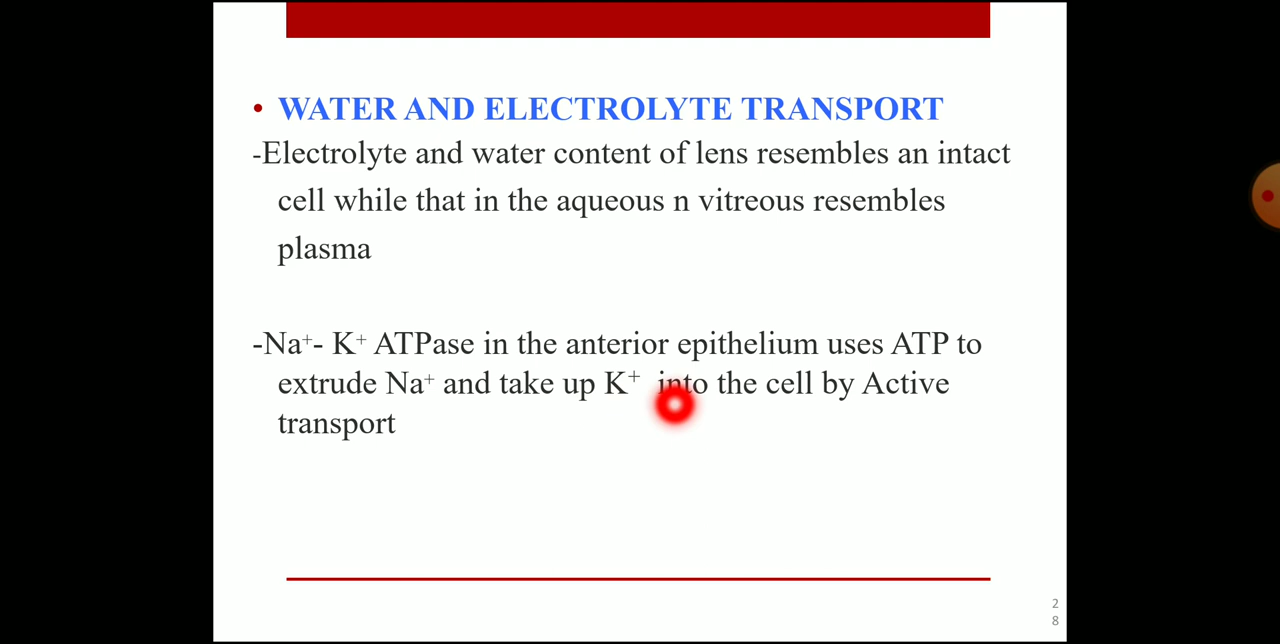 • WATER AND ELECTROLYTE TRANSPORT
-Electrolyte and water content of lens resembles an intact
cell while that in the aqueous n vitreous resembles
plasma
-Na⁺- K⁺ ATPase in the anterior epithelium uses ATP to
extrude Na⁺ and take up K⁺ into the cell by Active
transport
2
8